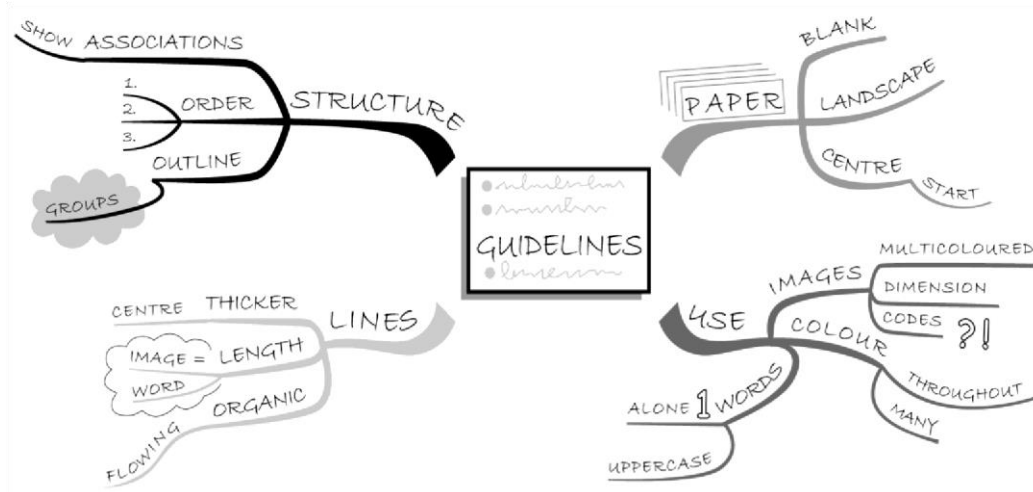 GUIDELINES
PAPER
BLANK
LANDSCAPE
CENTRE
START
USE
IMAGES
MULTICOLOURED
DIMENSION
CODES ?!
COLOUR
THROUGHOUT
MANY
1 WORDS
ALONE
UPPERCASE
LINES
THICKER
CENTRE
LENGTH
IMAGE =
WORD
ORGANIC
FLOWING
STRUCTURE
ASSOCIATIONS
SHOW
ORDER
1.
2.
3.
OUTLINE
GROUPS